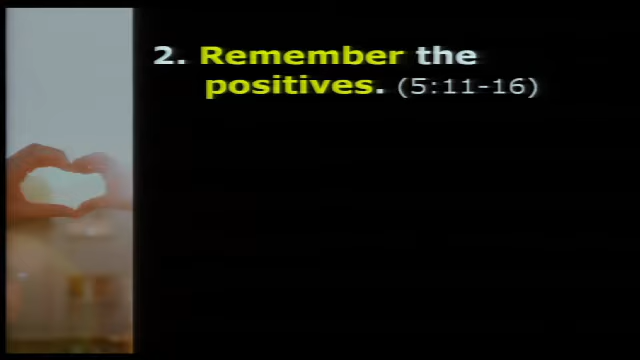 2. Remember the
positives. (5:11-16)